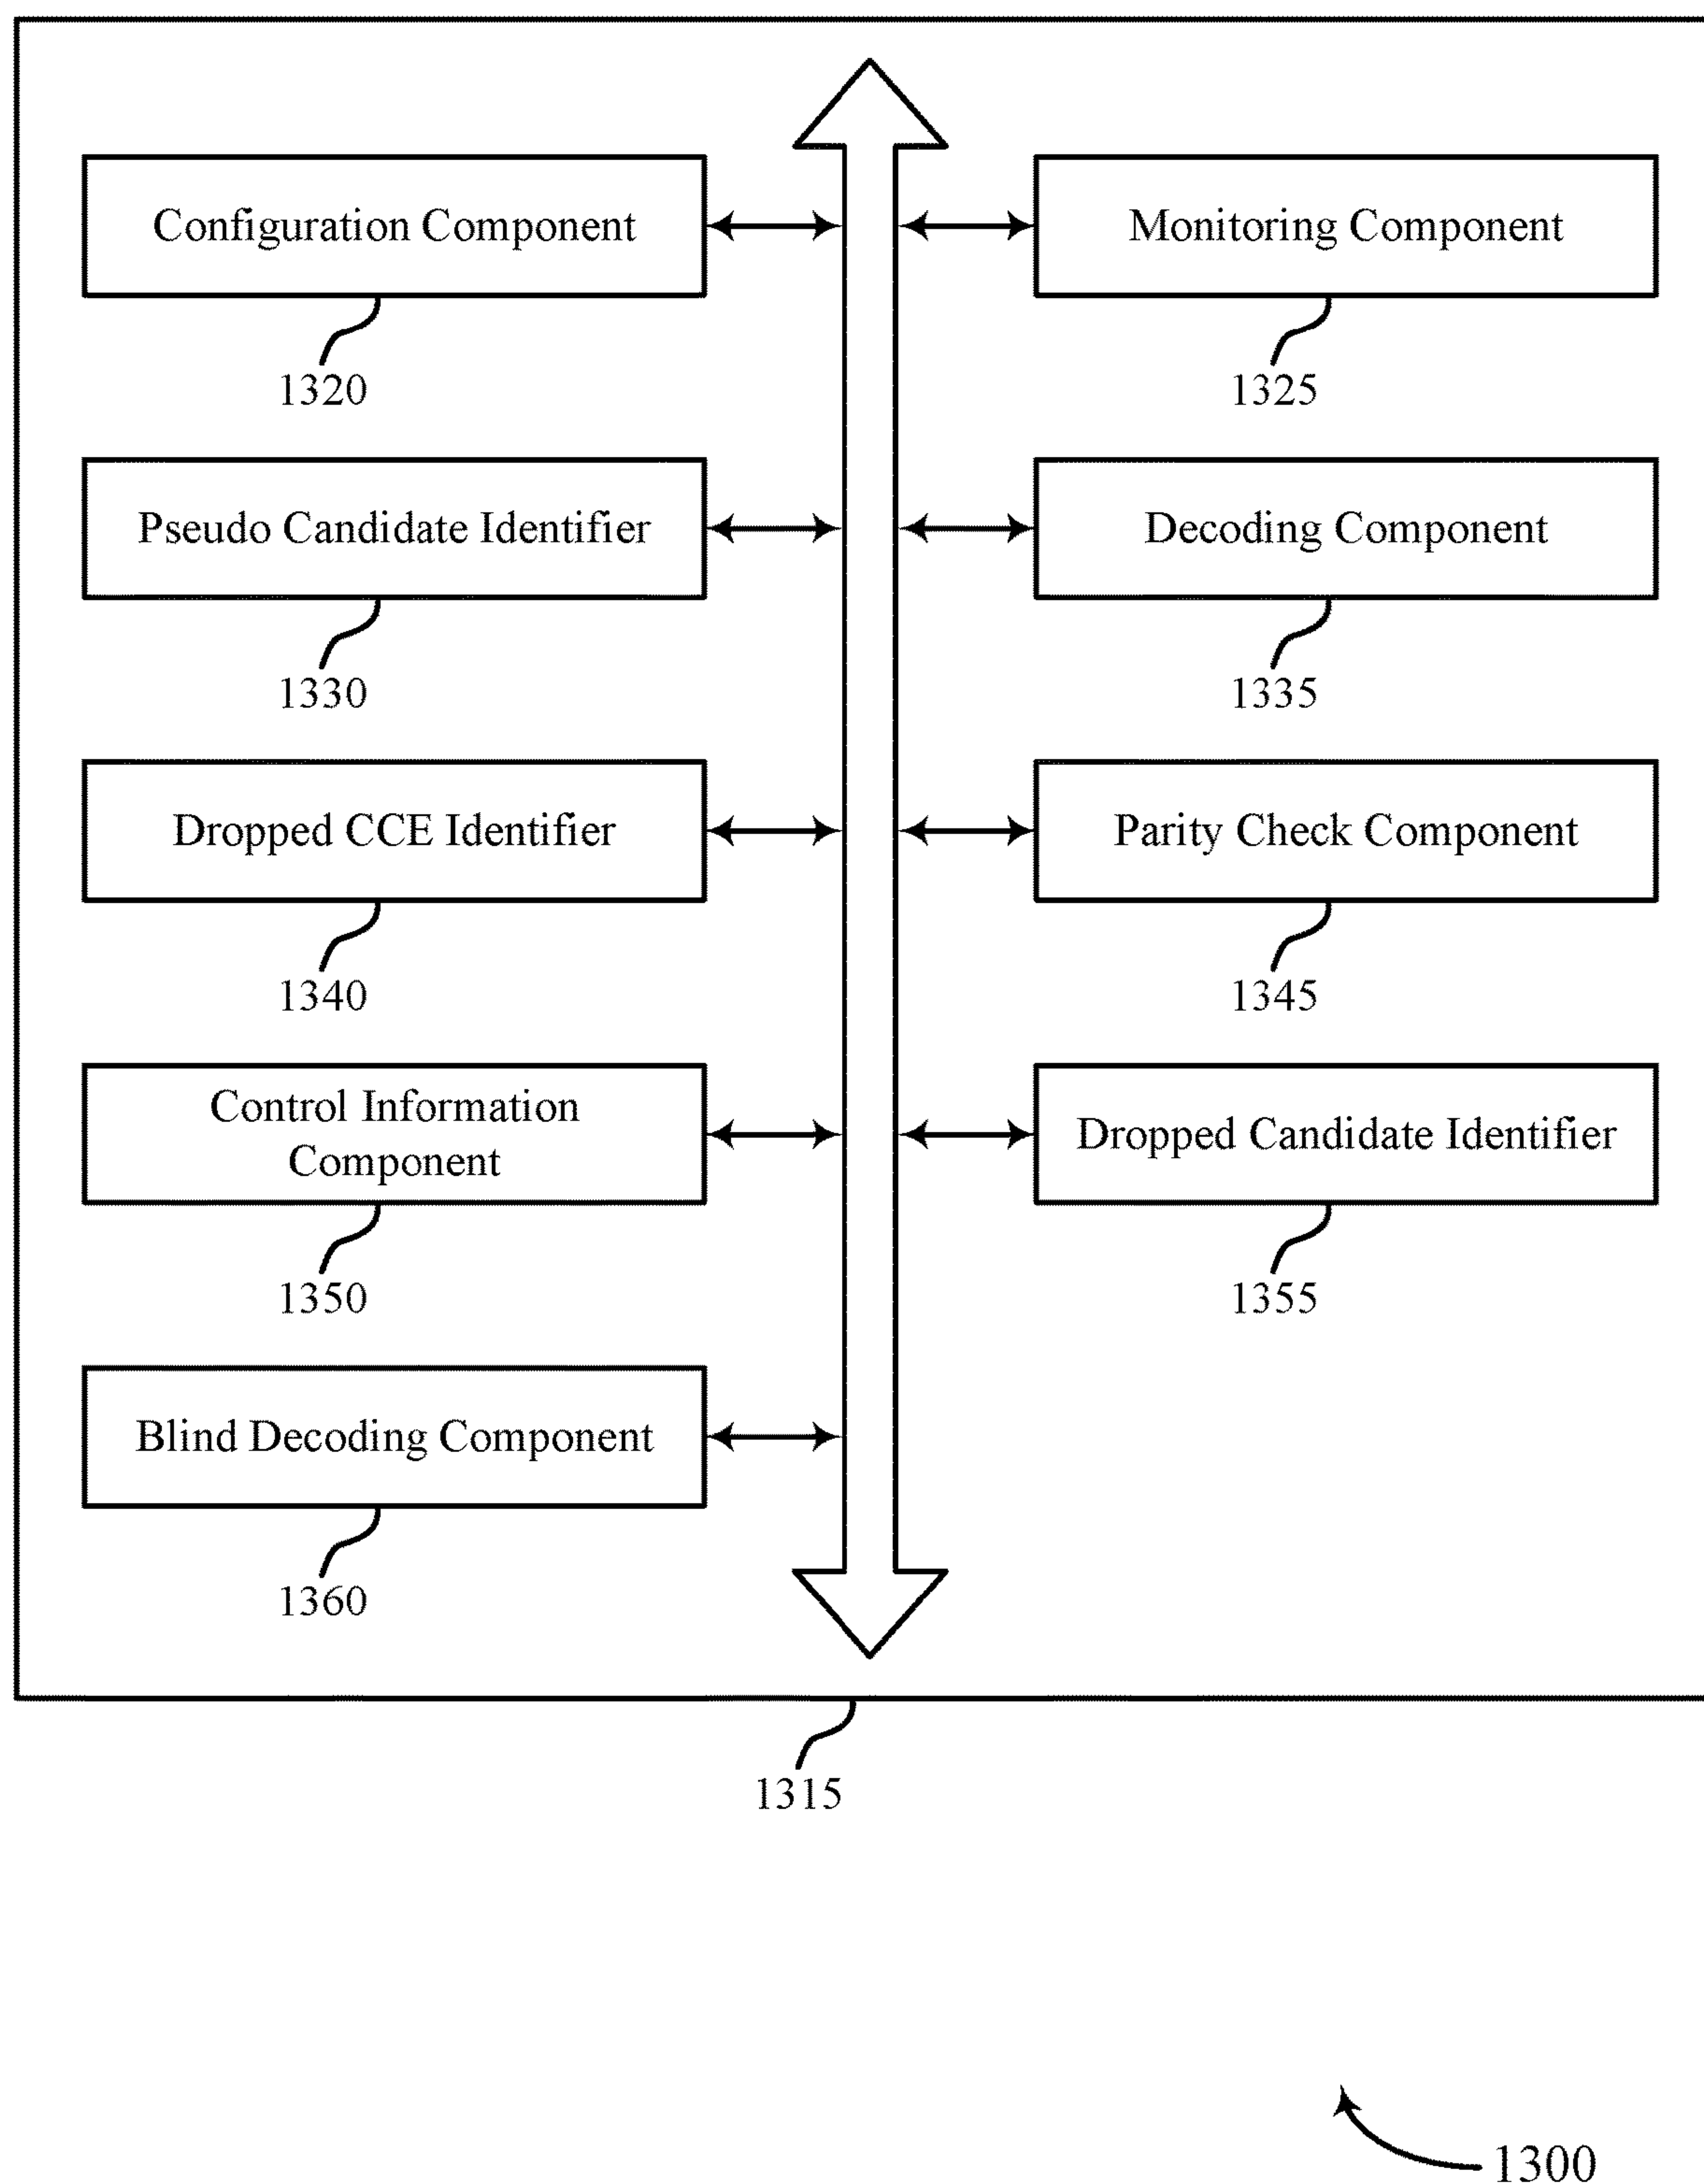 Configuration Component
Monitoring Component
1320
1325
Pseudo Candidate Identifier
Decoding Component
1330
1335
Dropped CCE Identifier
Parity Check Component
1340
1345
Control Information
Component
Dropped Candidate Identifier
1350
1355
Blind Decoding Component
1360
1315
1300